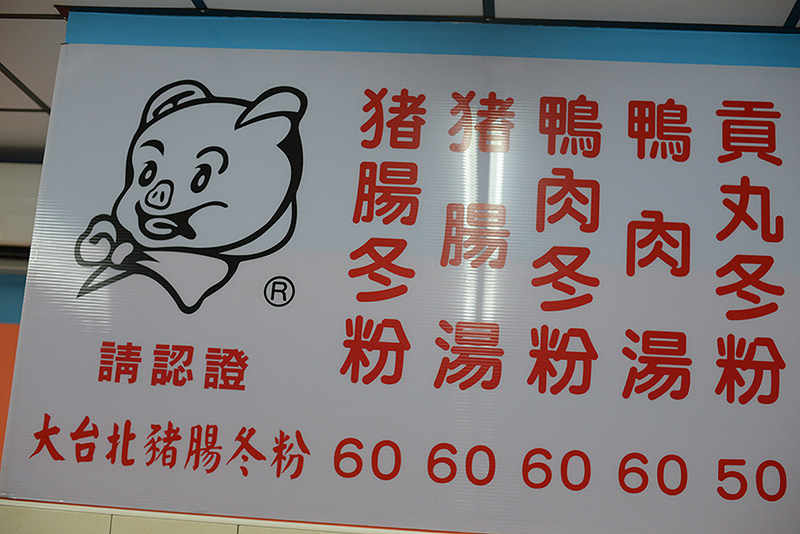 ®
請認證
大台北豬腸冬粉
猪腸冬粉 60
猪腸湯 60
鴨肉冬粉 60
鴨肉湯 60
貢丸冬粉 50